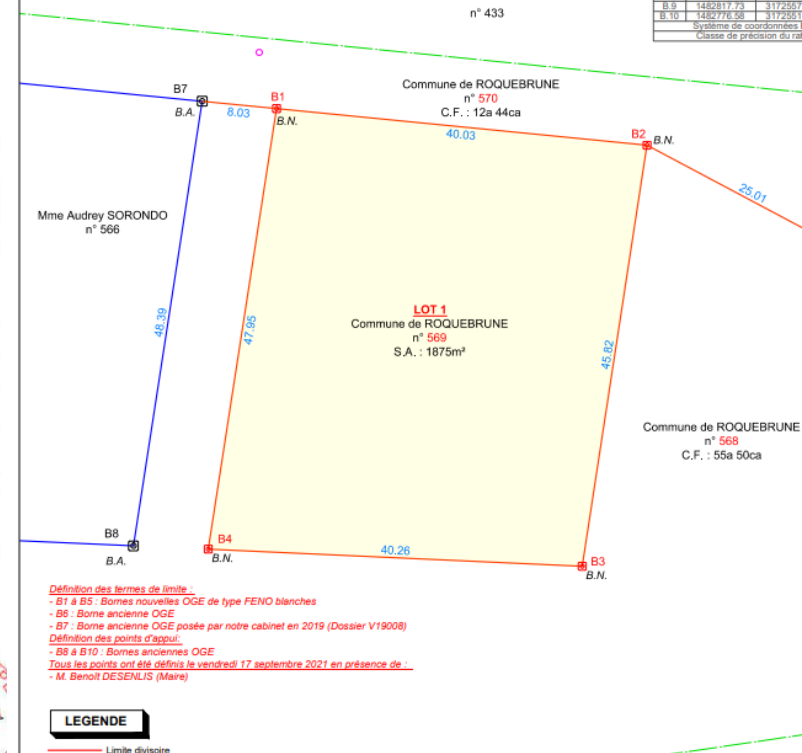 n° 433
B.9 1482817.73 3172557
B.10 1482776.58 3172551
Système de coordonnées
Classe de précision du
B7
B.A.
8.03
B1
B.N.
Commune de ROQUEBRUNE
n° 570
C.F. : 12a 44ca
40.03
B2
B.N.
25.01
Mme Audrey SORONDO
n° 566
48.39
47.95
LOT 1
Commune de ROQUEBRUNE
n° 569
S.A. : 1875m²
45.82
Commune de ROQUEBRUNE
n° 568
C.F. : 55a 50ca
B8
B.A.
B4
B.N.
40.26
B3
B.N.
Définition des termes de limite :
- B1 à B5 : Bornes nouvelles OGE de type FENO blanches
- B6 : Borne ancienne OGE
- B7 : Borne ancienne OGE posée par notre cabinet en 2019 (Dossier V19008)
Définition des points d'appui:
- B8 à B10 : Bornes anciennes OGE
Tous les points ont été définis le vendredi 17 septembre 2021 en présence de :
- M. Benoît DESENLIS (Maire)
LEGENDE
Limite divisoire